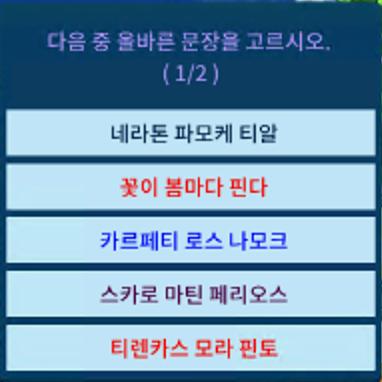 다음 중 올바른 문장을 고르시오.
( 1/2 )
네라톤 파모케 티알
꽃이 봄마다 핀다
카르페티 로스 나모크
스카로 마틴 페리오스
티렌카스 모라 핀토